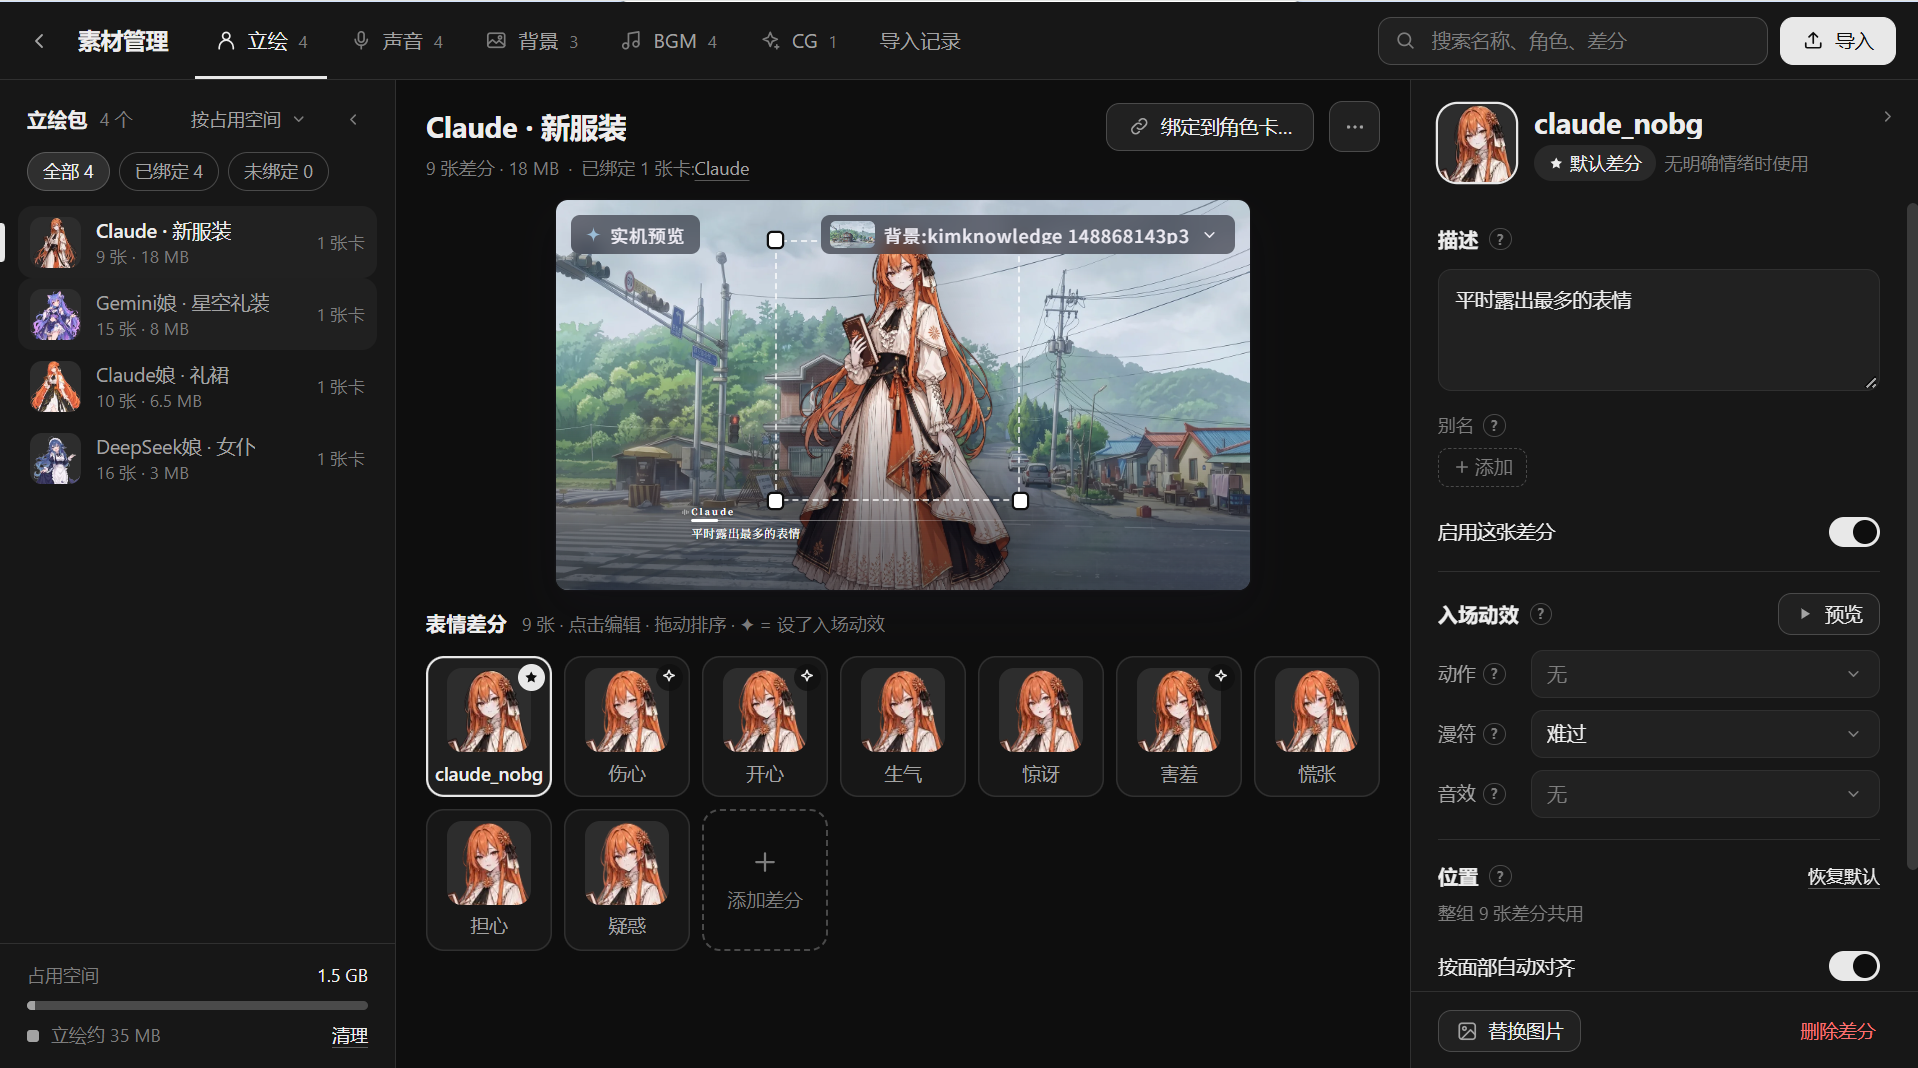 素材管理
立绘 4
声音 4
背景 3
BGM 4
CG 1
导入记录
搜索名称、角色、差分
导入
立绘包 4 个
按占用空间
全部 4
已绑定 4
未绑定 0
Claude · 新服装
9 张 · 18 MB
1 张卡
Gemini娘 · 星空礼装
15 张 · 8 MB
1 张卡
Claude娘 · 礼裙
10 张 · 6.5 MB
1 张卡
DeepSeek娘 · 女仆
16 张 · 3 MB
1 张卡
占用空间
1.5 GB
立绘约 35 MB
清理
Claude · 新服装
9 张差分 · 18 MB · 已绑定 1 张卡:Claude
绑定到角色卡...
实机预览
背景:kimknowledge 148868143p3
Claude
平时露出最多的表情
表情差分 9 张 · 点击编辑 · 拖动排序 · ✦ = 设了入场动效
claude_nobg
伤心
开心
生气
惊讶
害羞
慌张
担心
疑惑
添加差分
claude_nobg
默认差分
无明确情绪时使用
描述 ?
平时露出最多的表情
别名 ?
+ 添加
启用这张差分
入场动效 ?
预览
动作 ?
无
漫符 ?
难过
音效 ?
无
位置 ?
恢复默认
整组 9 张差分共用
按面部自动对齐
替换图片
删除差分